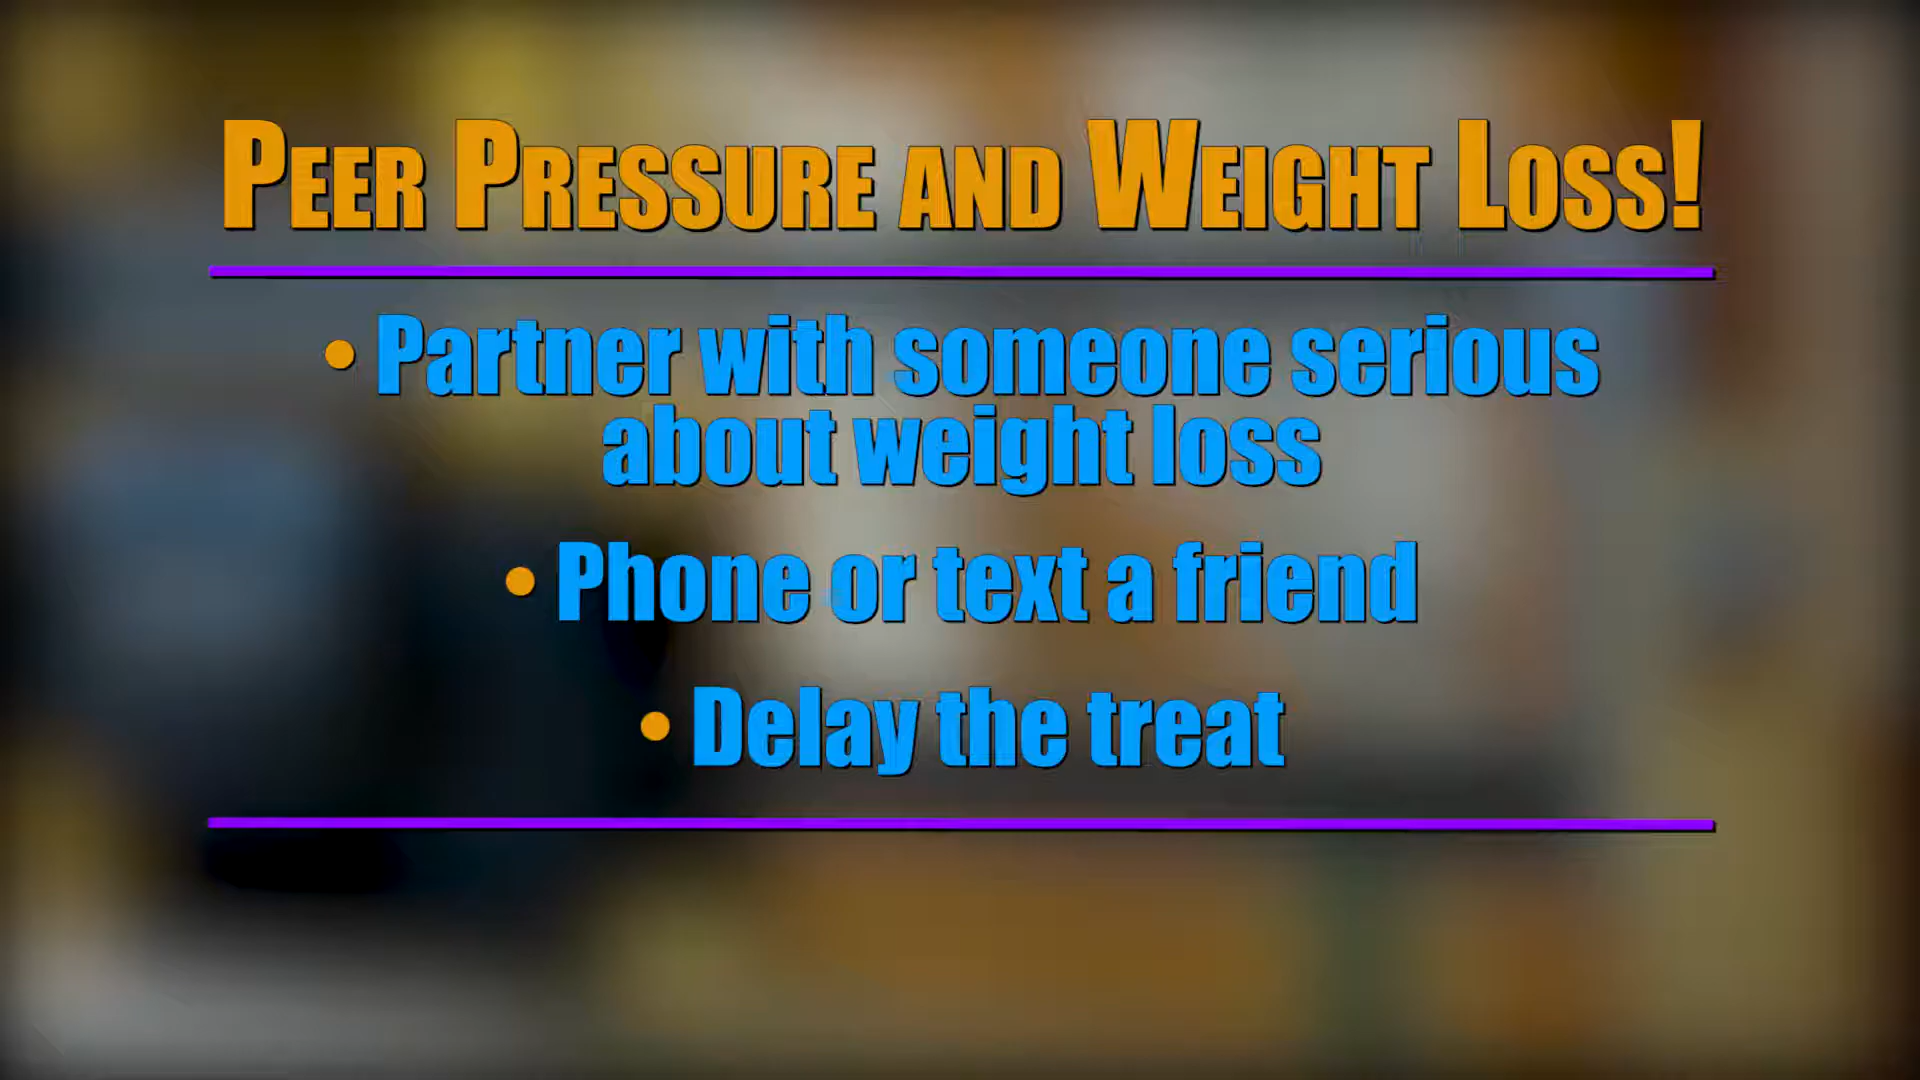 Peer Pressure and Weight Loss!
• Partner with someone serious
about weight loss
• Phone or text a friend
• Delay the treat